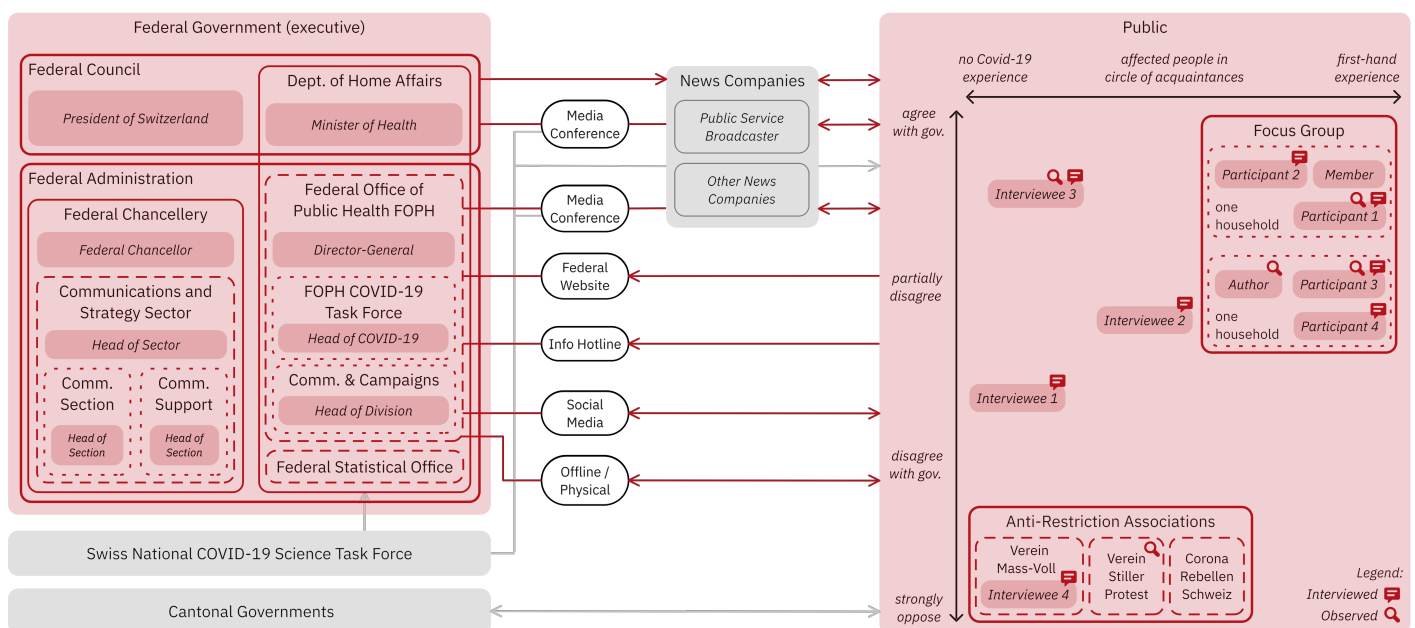 Federal Government (executive)
Federal Council
President of Switzerland
Dept. of Home Affairs
Minister of Health
Federal Administration
Federal Chancellery
Federal Chancellor
Communications and
Strategy Sector
Head of Sector
Comm.
Section
Head of
Section
Comm.
Support
Head of
Section
Federal Office of
Public Health FOPH
Director-General
FOPH COVID-19
Task Force
Head of COVID-19
Comm. & Campaigns
Head of Division
Federal Statistical Office
Swiss National COVID-19 Science Task Force
Cantonal Governments
Media
Conference
Media
Conference
Federal
Website
Info Hotline
Social
Media
Offline /
Physical
News Companies
Public Service
Broadcaster
Other News
Companies
Public
no Covid-19
experience
affected people in
circle of acquaintances
first-hand
experience
agree
with gov.
partially
disagree
disagree
with gov.
strongly
oppose
Interviewee 3
Interviewee 2
Interviewee 1
Focus Group
Participant 2
Member
one
household
Participant 1
Author
Participant 3
one
household
Participant 4
Anti-Restriction Associations
Verein
Mass-Voll
Interviewee 4
Verein
Stiller
Protest
Corona
Rebellen
Schweiz
Legend:
Interviewed
Observed